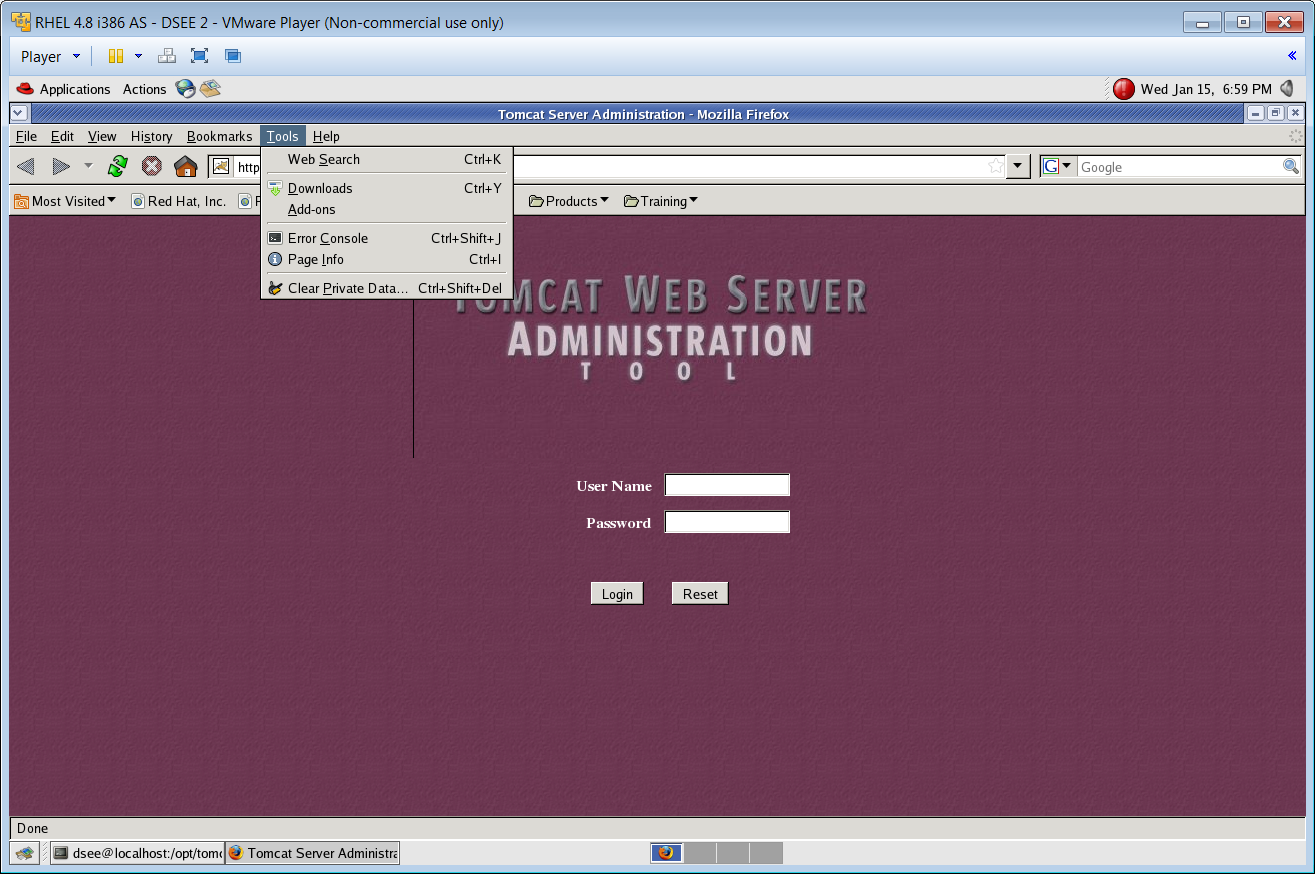 RHEL 4.8 i386 AS - DSEE 2 - VMware Player (Non-commercial use only)
Player
Applications Actions Wed Jan 15, 6:59 PM
Tomcat Server Administration - Mozilla Firefox
File Edit View History Bookmarks Tools Help
http Google
Most Visited Red Hat, Inc. Products Training
Web Search Ctrl+K
Downloads Ctrl+Y
Add-ons
Error Console Ctrl+Shift+J
Page Info Ctrl+I
Clear Private Data... Ctrl+Shift+Del
TOMCAT WEB SERVER
ADMINISTRATION
TOOL
User Name
Password
Login Reset
Done
dsee@localhost:/opt/tomc Tomcat Server Administra